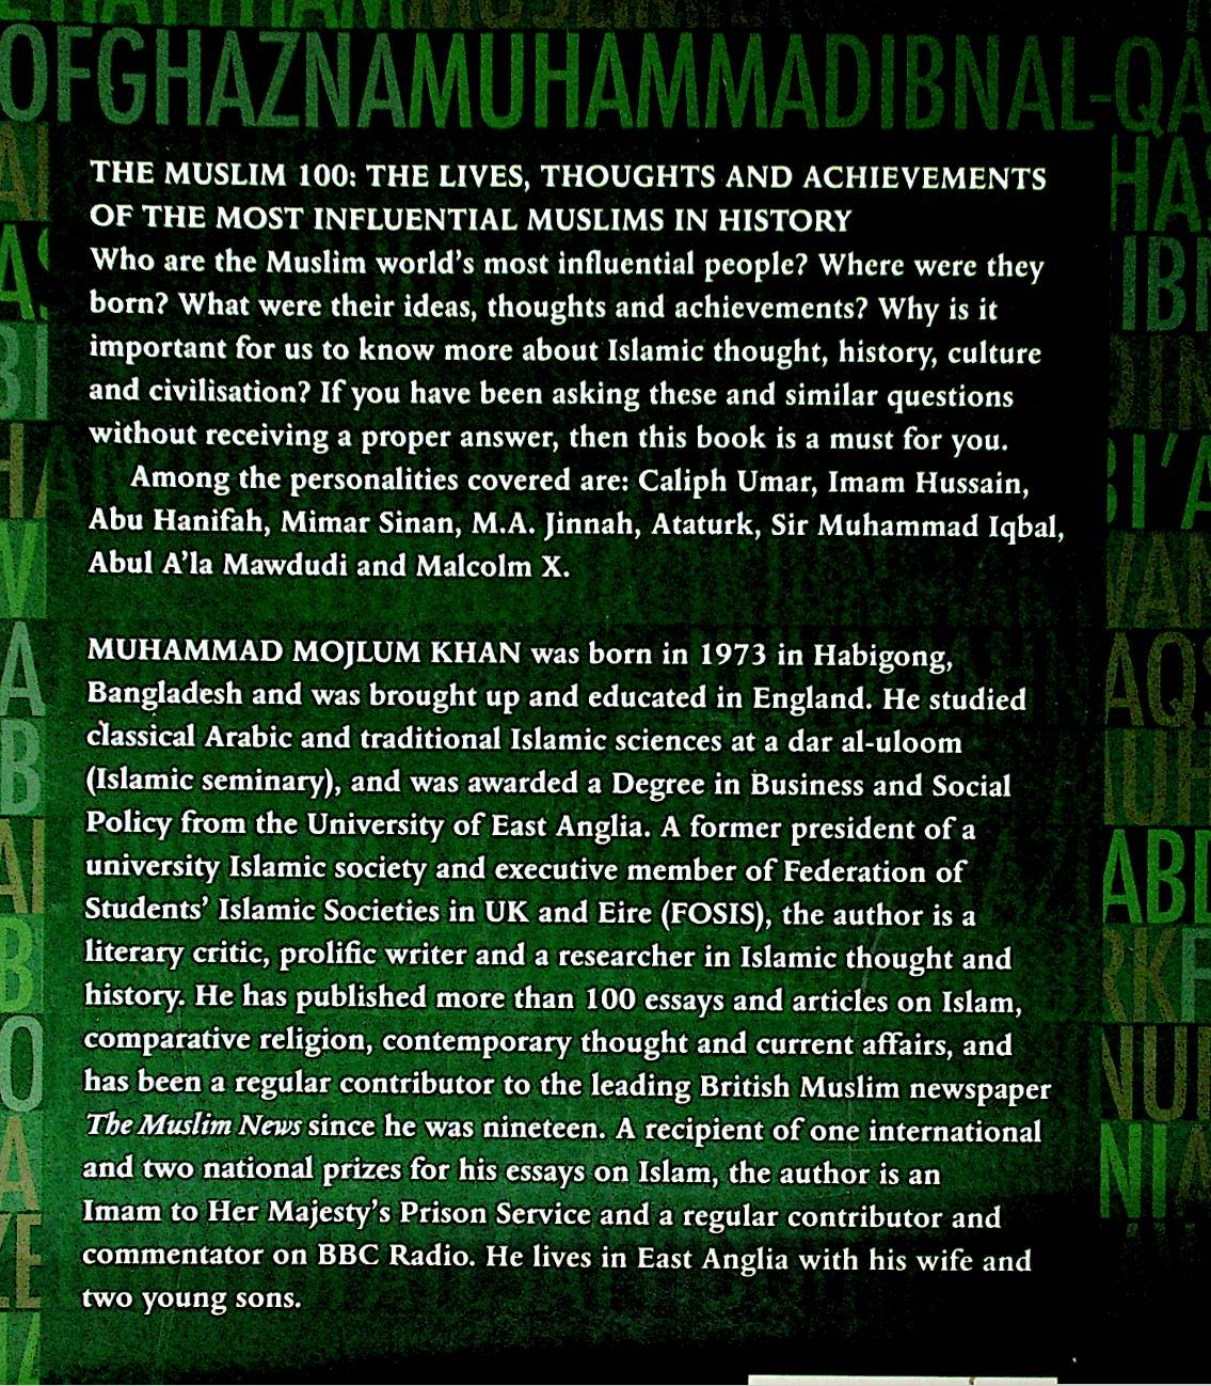 OFGHAZNAMUHAMMADIBNAL-QA
THE MUSLIM 100: THE LIVES, THOUGHTS AND ACHIEVEMENTS
OF THE MOST INFLUENTIAL MUSLIMS IN HISTORY
Who are the Muslim world's most influential people? Where were they
born? What were their ideas, thoughts and achievements? Why is it
important for us to know more about Islamic thought, history, culture
and civilisation? If you have been asking these and similar questions
without receiving a proper answer, then this book is a must for you.
Among the personalities covered are: Caliph Umar, Imam Hussain,
Abu Hanifah, Mimar Sinan, M.A. Jinnah, Ataturk, Sir Muhammad Iqbal,
Abul A'la Mawdudi and Malcolm X.
MUHAMMAD MOJLUM KHAN was born in 1973 in Habigong,
Bangladesh and was brought up and educated in England. He studied
classical Arabic and traditional Islamic sciences at a dar al-uloom
(Islamic seminary), and was awarded a Degree in Business and Social
Policy from the University of East Anglia. A former president of a
university Islamic society and executive member of Federation of
Students' Islamic Societies in UK and Eire (FOSIS), the author is a
literary critic, prolific writer and a researcher in Islamic thought and
history. He has published more than 100 essays and articles on Islam,
comparative religion, contemporary thought and current affairs, and
has been a regular contributor to the leading British Muslim newspaper
The Muslim News since he was nineteen. A recipient of one international
and two national prizes for his essays on Islam, the author is an
Imam to Her Majesty's Prison Service and a regular contributor and
commentator on BBC Radio. He lives in East Anglia with his wife and
two young sons.